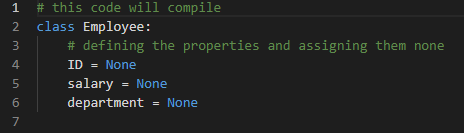 1 # this code will compile
2 class Employee:
3     # defining the properties and assigning them none
4     ID = None
5     salary = None
6     department = None
7